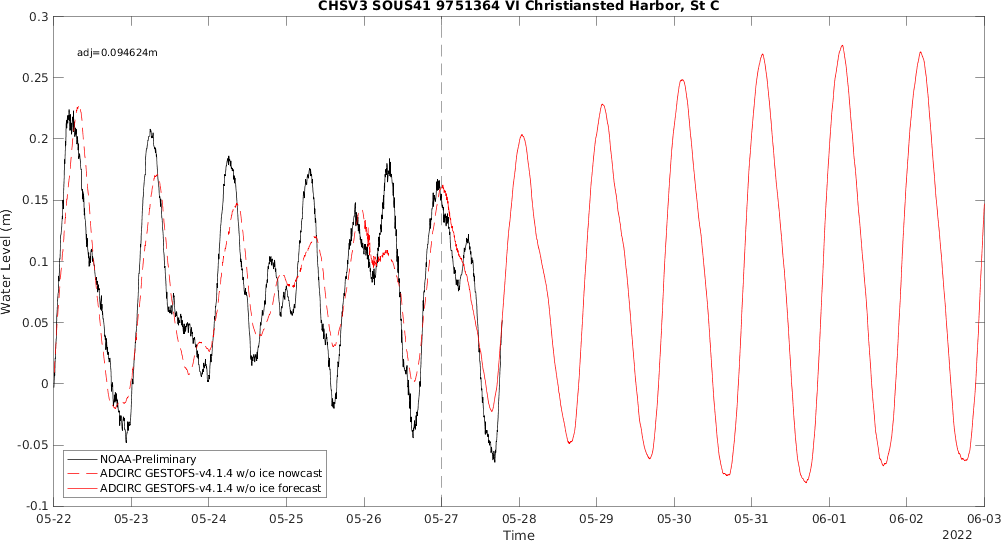 CHSV3 SOUS41 9751364 VI Christiansted Harbor, St C
adj=0.094624m
Water Level (m)
0.3
0.25
0.2
0.15
0.1
0.05
0
-0.05
-0.1
NOAA-Preliminary
ADCIRC GESTOFS-v4.1.4 w/o ice nowcast
ADCIRC GESTOFS-v4.1.4 w/o ice forecast
05-22 05-23 05-24 05-25 05-26 05-27 05-28 05-29 05-30 05-31 06-01 06-02 06-03
Time
2022